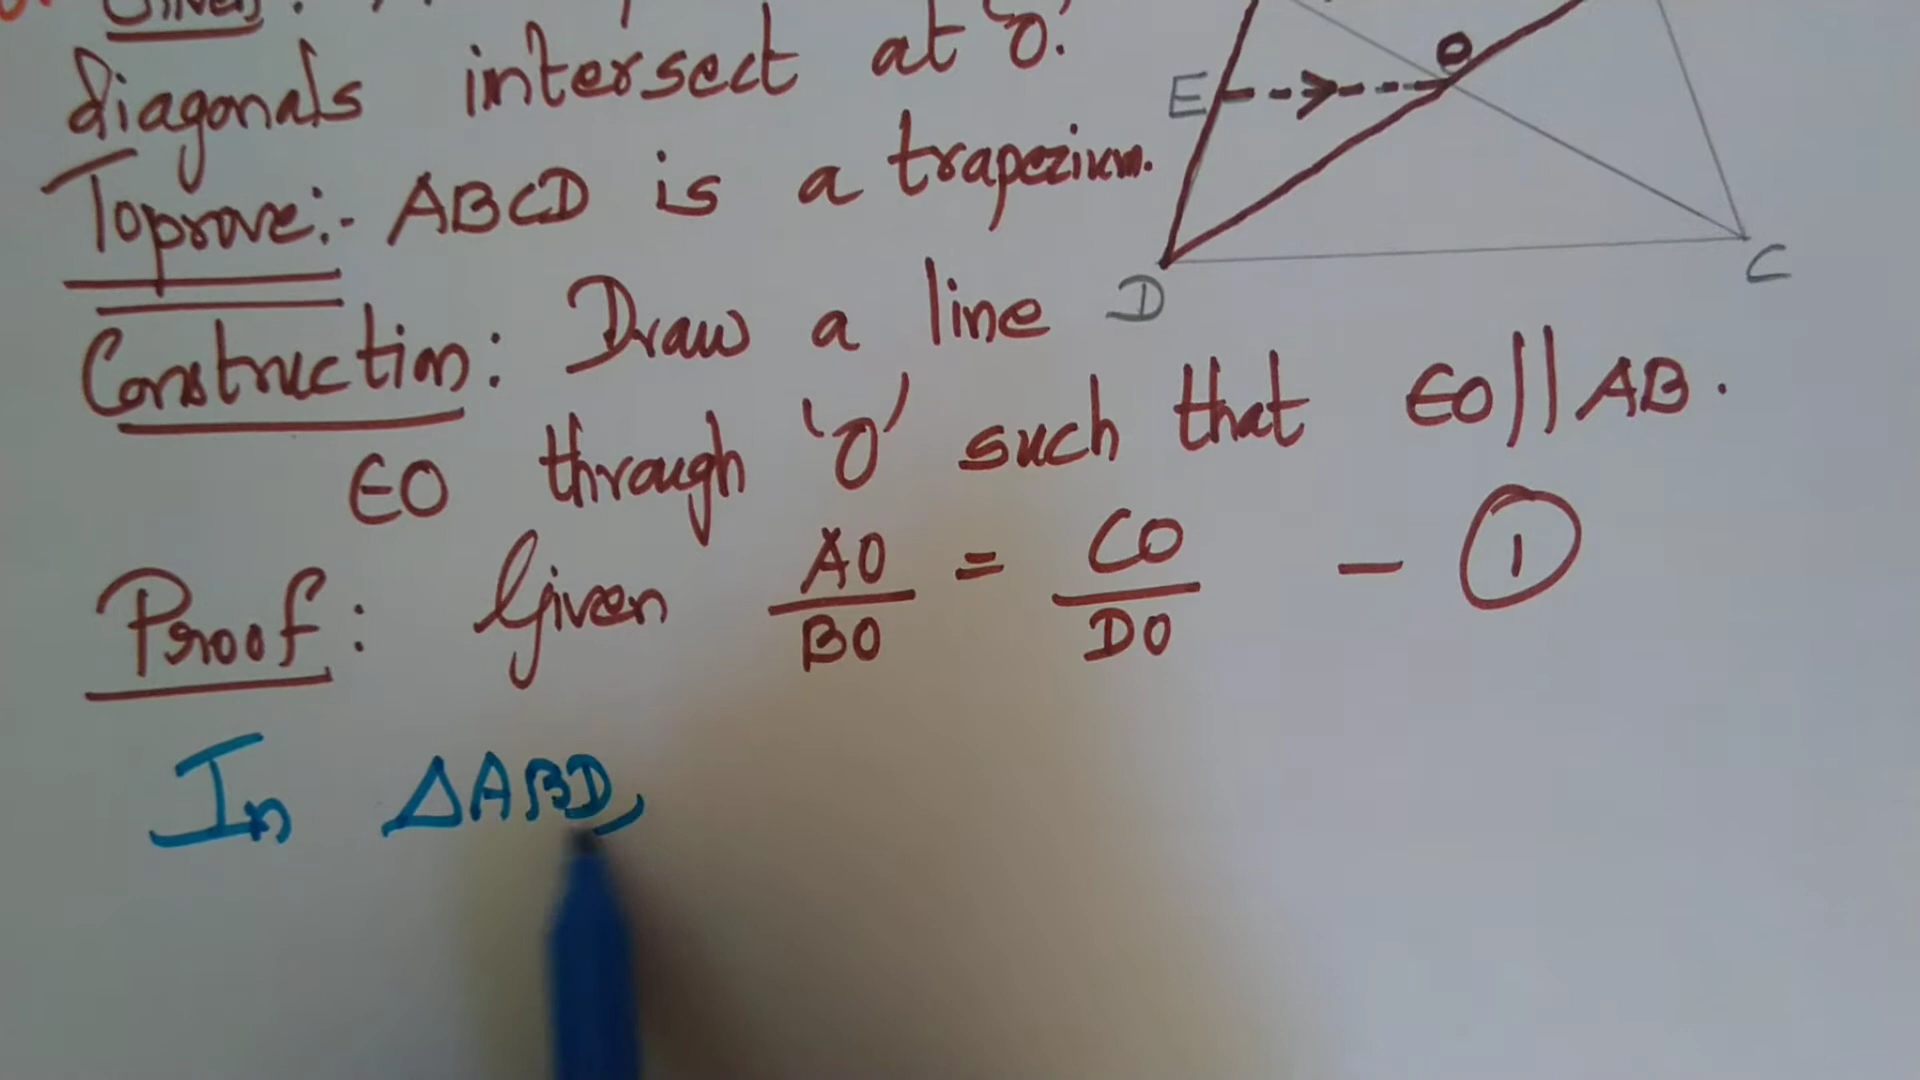 Given:
diagonals intersect at 'O'.
To prove:- ABCD is a trapezium.
Construction: Draw a line
EO through 'O' such that EO || AB.
Proof: Given AO/BO = CO/DO - ①
In ΔABD,
O
E
D
C